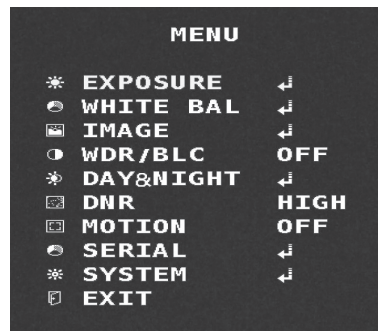 MENU
EXPOSURE ↲
WHITE BAL ↲
IMAGE ↲
WDR/BLC OFF
DAY&NIGHT ↲
DNR HIGH
MOTION OFF
SERIAL ↲
SYSTEM ↲
EXIT